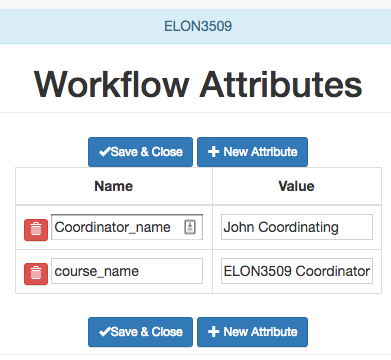 ELON3509
Workflow Attributes
Save & Close New Attribute
Name Value
Coordinator_name John Coordinating
course_name ELON3509 Coordinator
Save & Close New Attribute